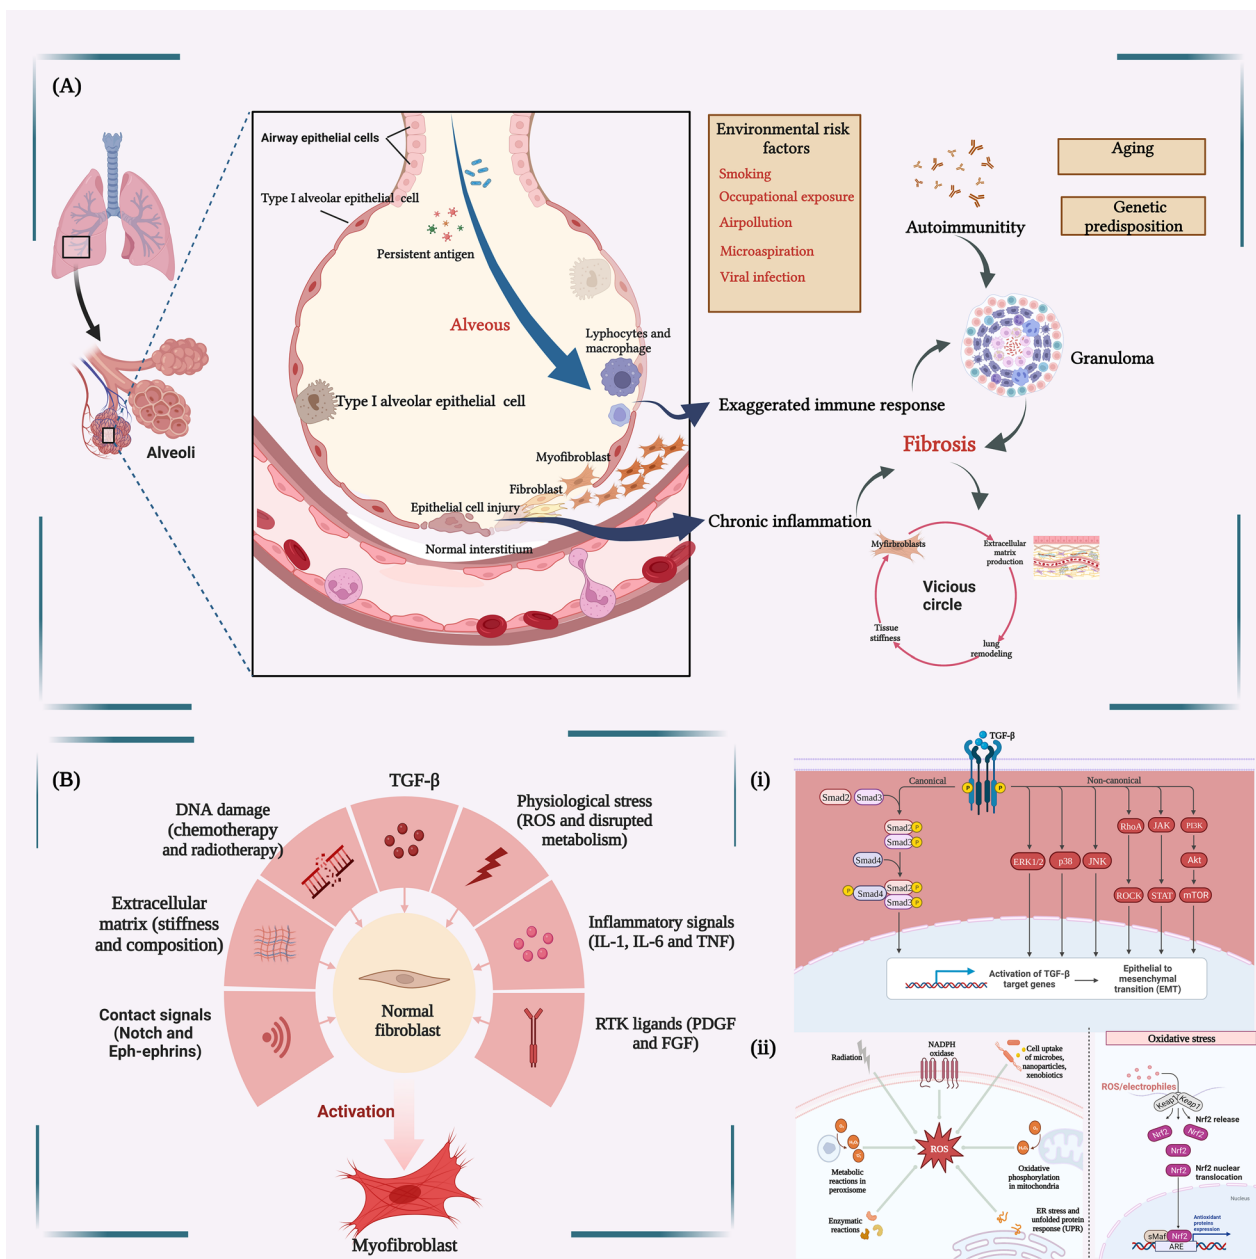 (A)
Airway epithelial cells
Type I alveolar epithelial cell
Persistent antigen
Alveous
Lyphocytes and
macrophage
Type I alveolar epithelial cell
Myofibroblast
Fibroblast
Epithelial cell injury
Normal interstitium
Alveoli
Environmental risk
factors
Smoking
Occupational exposure
Airpollution
Microaspiration
Viral infection
Autoimmunitity
Aging
Genetic
predisposition
Granuloma
Exaggerated immune response
Fibrosis
Chronic inflammation
Myfirbroblasts
Extracellular
matrix
production
Vicious
circle
Tissue
stiffness
lung
remodeling
(B)
TGF-β
DNA damage
(chemotherapy
and radiotherapy)
Physiological stress
(ROS and disrupted
metabolism)
Extracellular
matrix (stiffness
and composition)
Inflammatory signals
(IL-1, IL-6 and TNF)
Contact signals
(Notch and
Eph-ephrins)
RTK ligands (PDGF
and FGF)
Normal
fibroblast
Activation
Myofibroblast
(i)
TGF-β
Canonical
Non-canonical
P
P
Smad2
Smad3
Smad2
P
Smad3
P
Smad4
P
Smad4
Smad2
P
Smad3
P
ERK1/2
p38
JNK
RhoA
JAK
PI3K
Akt
ROCK
STAT
mTOR
Activation of TGF-β
target genes
Epithelial to
mesenchymal
transition (EMT)
(ii)
Radiation
NADPH
oxidase
Cell uptake
of microbes,
nanoparticles,
xenobiotics
ROS
Metabolic
reactions in
peroxisome
Oxidative
phosphorylation
in mitochondria
Enzymatic
reactions
ER stress and
unfolded protein
response (UPR)
Oxidative stress
ROS/electrophiles
Keap1
Keap1
Nrf2 release
Nrf2
Nrf2
Nrf2
Nrf2
Nrf2 nuclear
translocation
Nucleus
Antioxidant
proteins
expression
sMaf
Nrf2
ARE